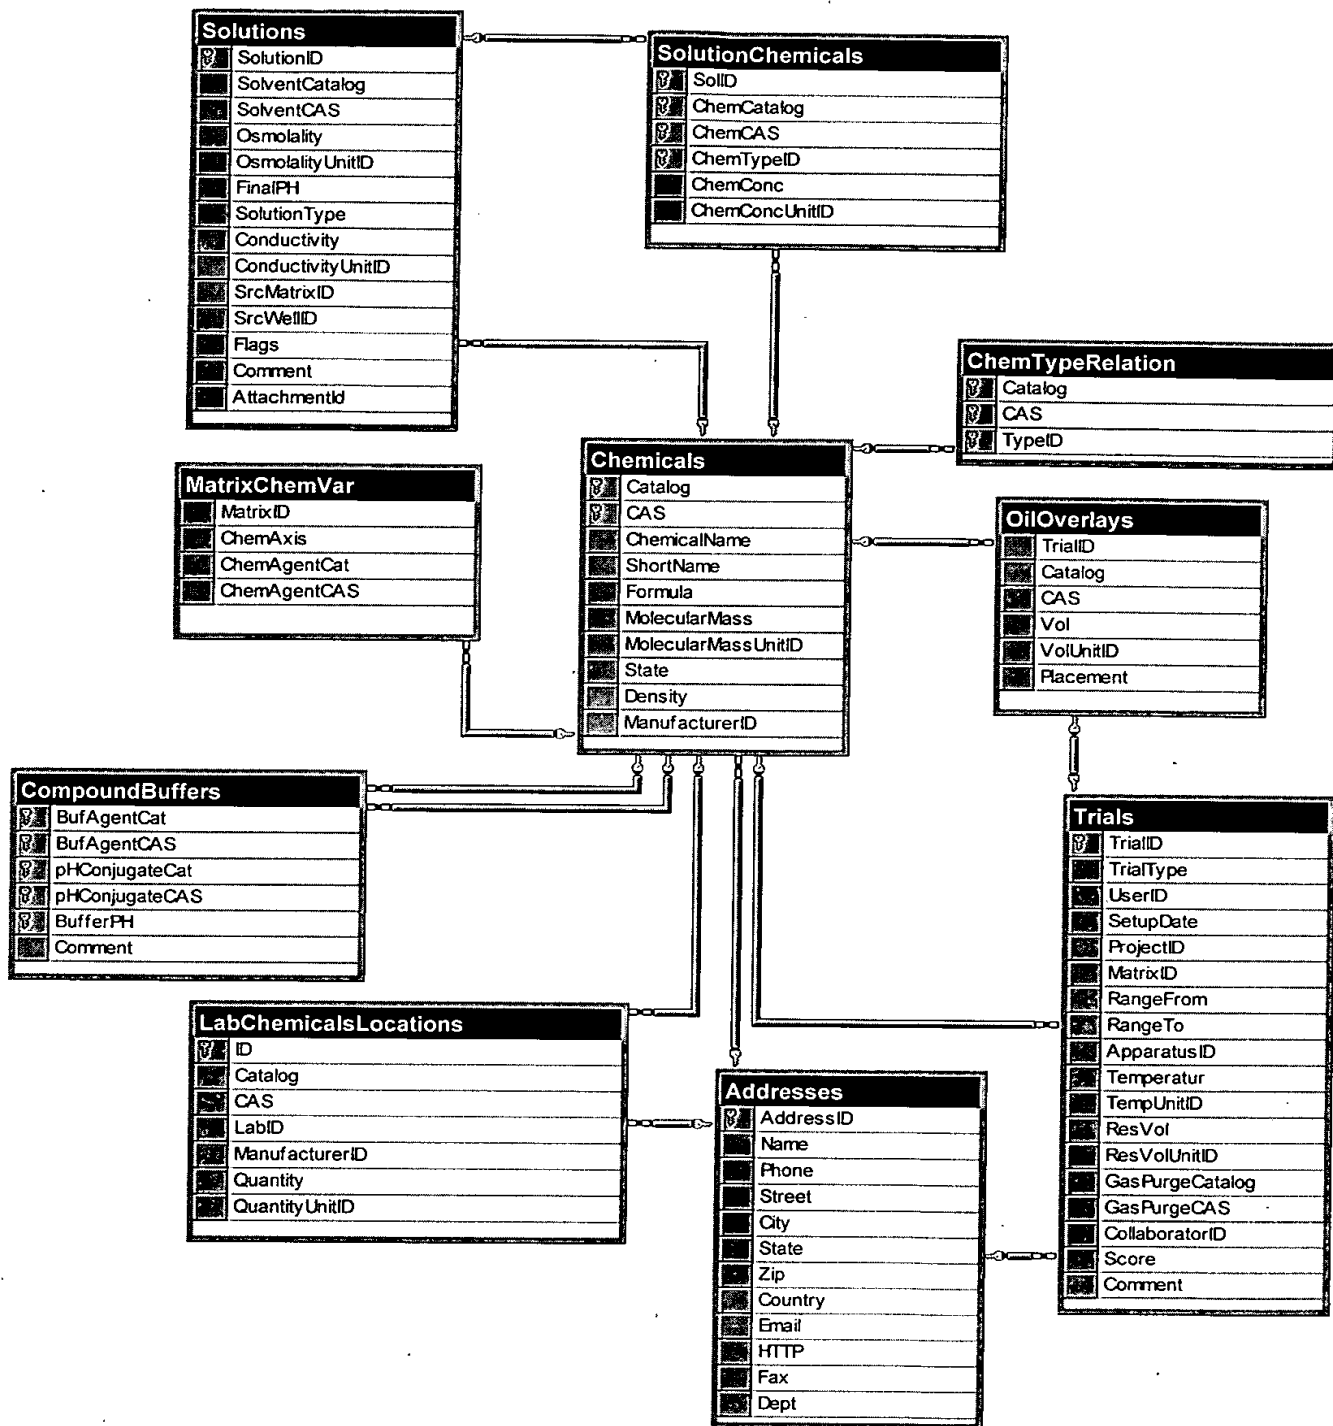 Solutions
SolutionID
SolventCatalog
SolventCAS
Osmolality
OsmolalityUnitID
FinalPH
SolutionType
Conductivity
ConductivityUnitID
SrcMatrixID
SrcWellID
Flags
Comment
AttachmentId
SolutionChemicals
SolID
ChemCatalog
ChemCAS
ChemTypeID
ChemConc
ChemConcUnitID
ChemTypeRelation
Catalog
CAS
TypeID
MatrixChemVar
MatrixID
ChemAxis
ChemAgentCat
ChemAgentCAS
Chemicals
Catalog
CAS
ChemicalName
ShortName
Formula
MolecularMass
MolecularMassUnitID
State
Density
ManufacturerID
OilOverlays
TrialID
Catalog
CAS
Vol
VolUnitID
Placement
CompoundBuffers
BufAgentCat
BufAgentCAS
pHConjugateCat
pHConjugateCAS
BufferPH
Comment
Trials
TrialID
TrialType
UserID
SetupDate
ProjectID
MatrixID
RangeFrom
RangeTo
ApparatusID
Temperatur
TempUnitID
ResVol
ResVolUnitID
GasPurgeCatalog
GasPurgeCAS
CollaboratorID
Score
Comment
LabChemicalsLocations
ID
Catalog
CAS
LabID
ManufacturerID
Quantity
QuantityUnitID
Addresses
AddressID
Name
Phone
Street
City
State
Zip
Country
Email
HTTP
Fax
Dept